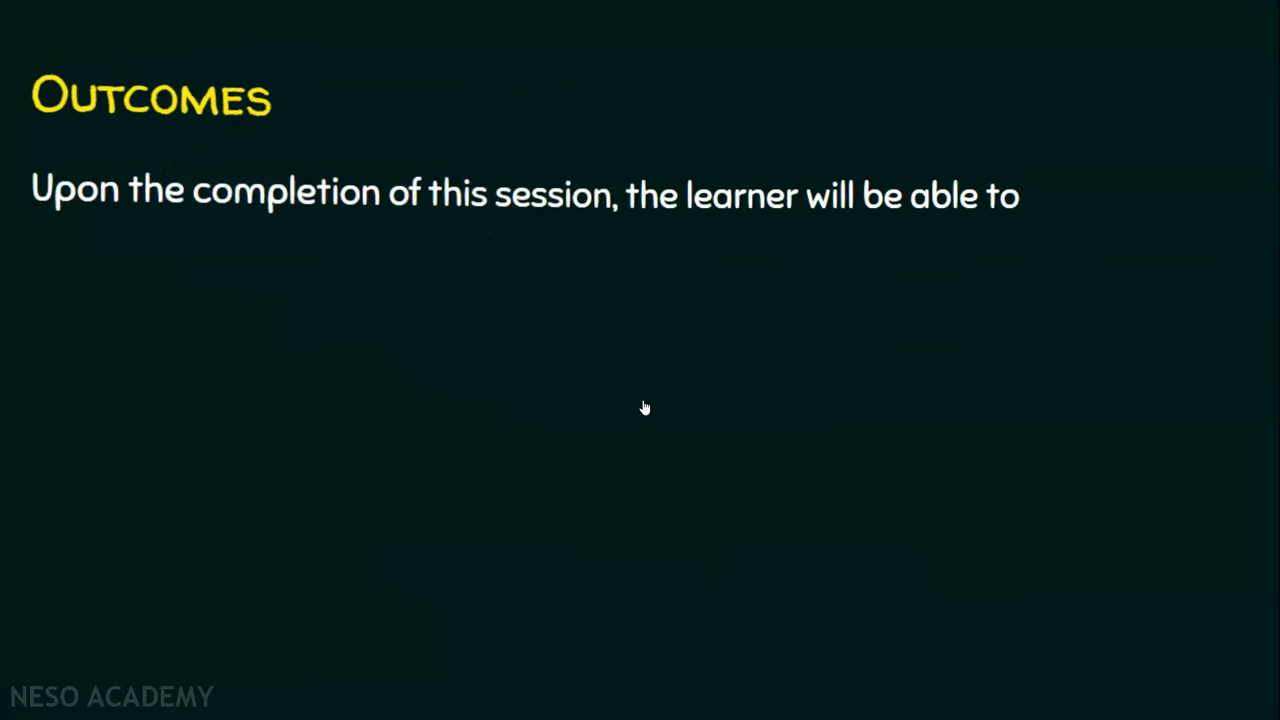 OUTCOMES
Upon the completion of this session, the learner will be able to
NESO ACADEMY